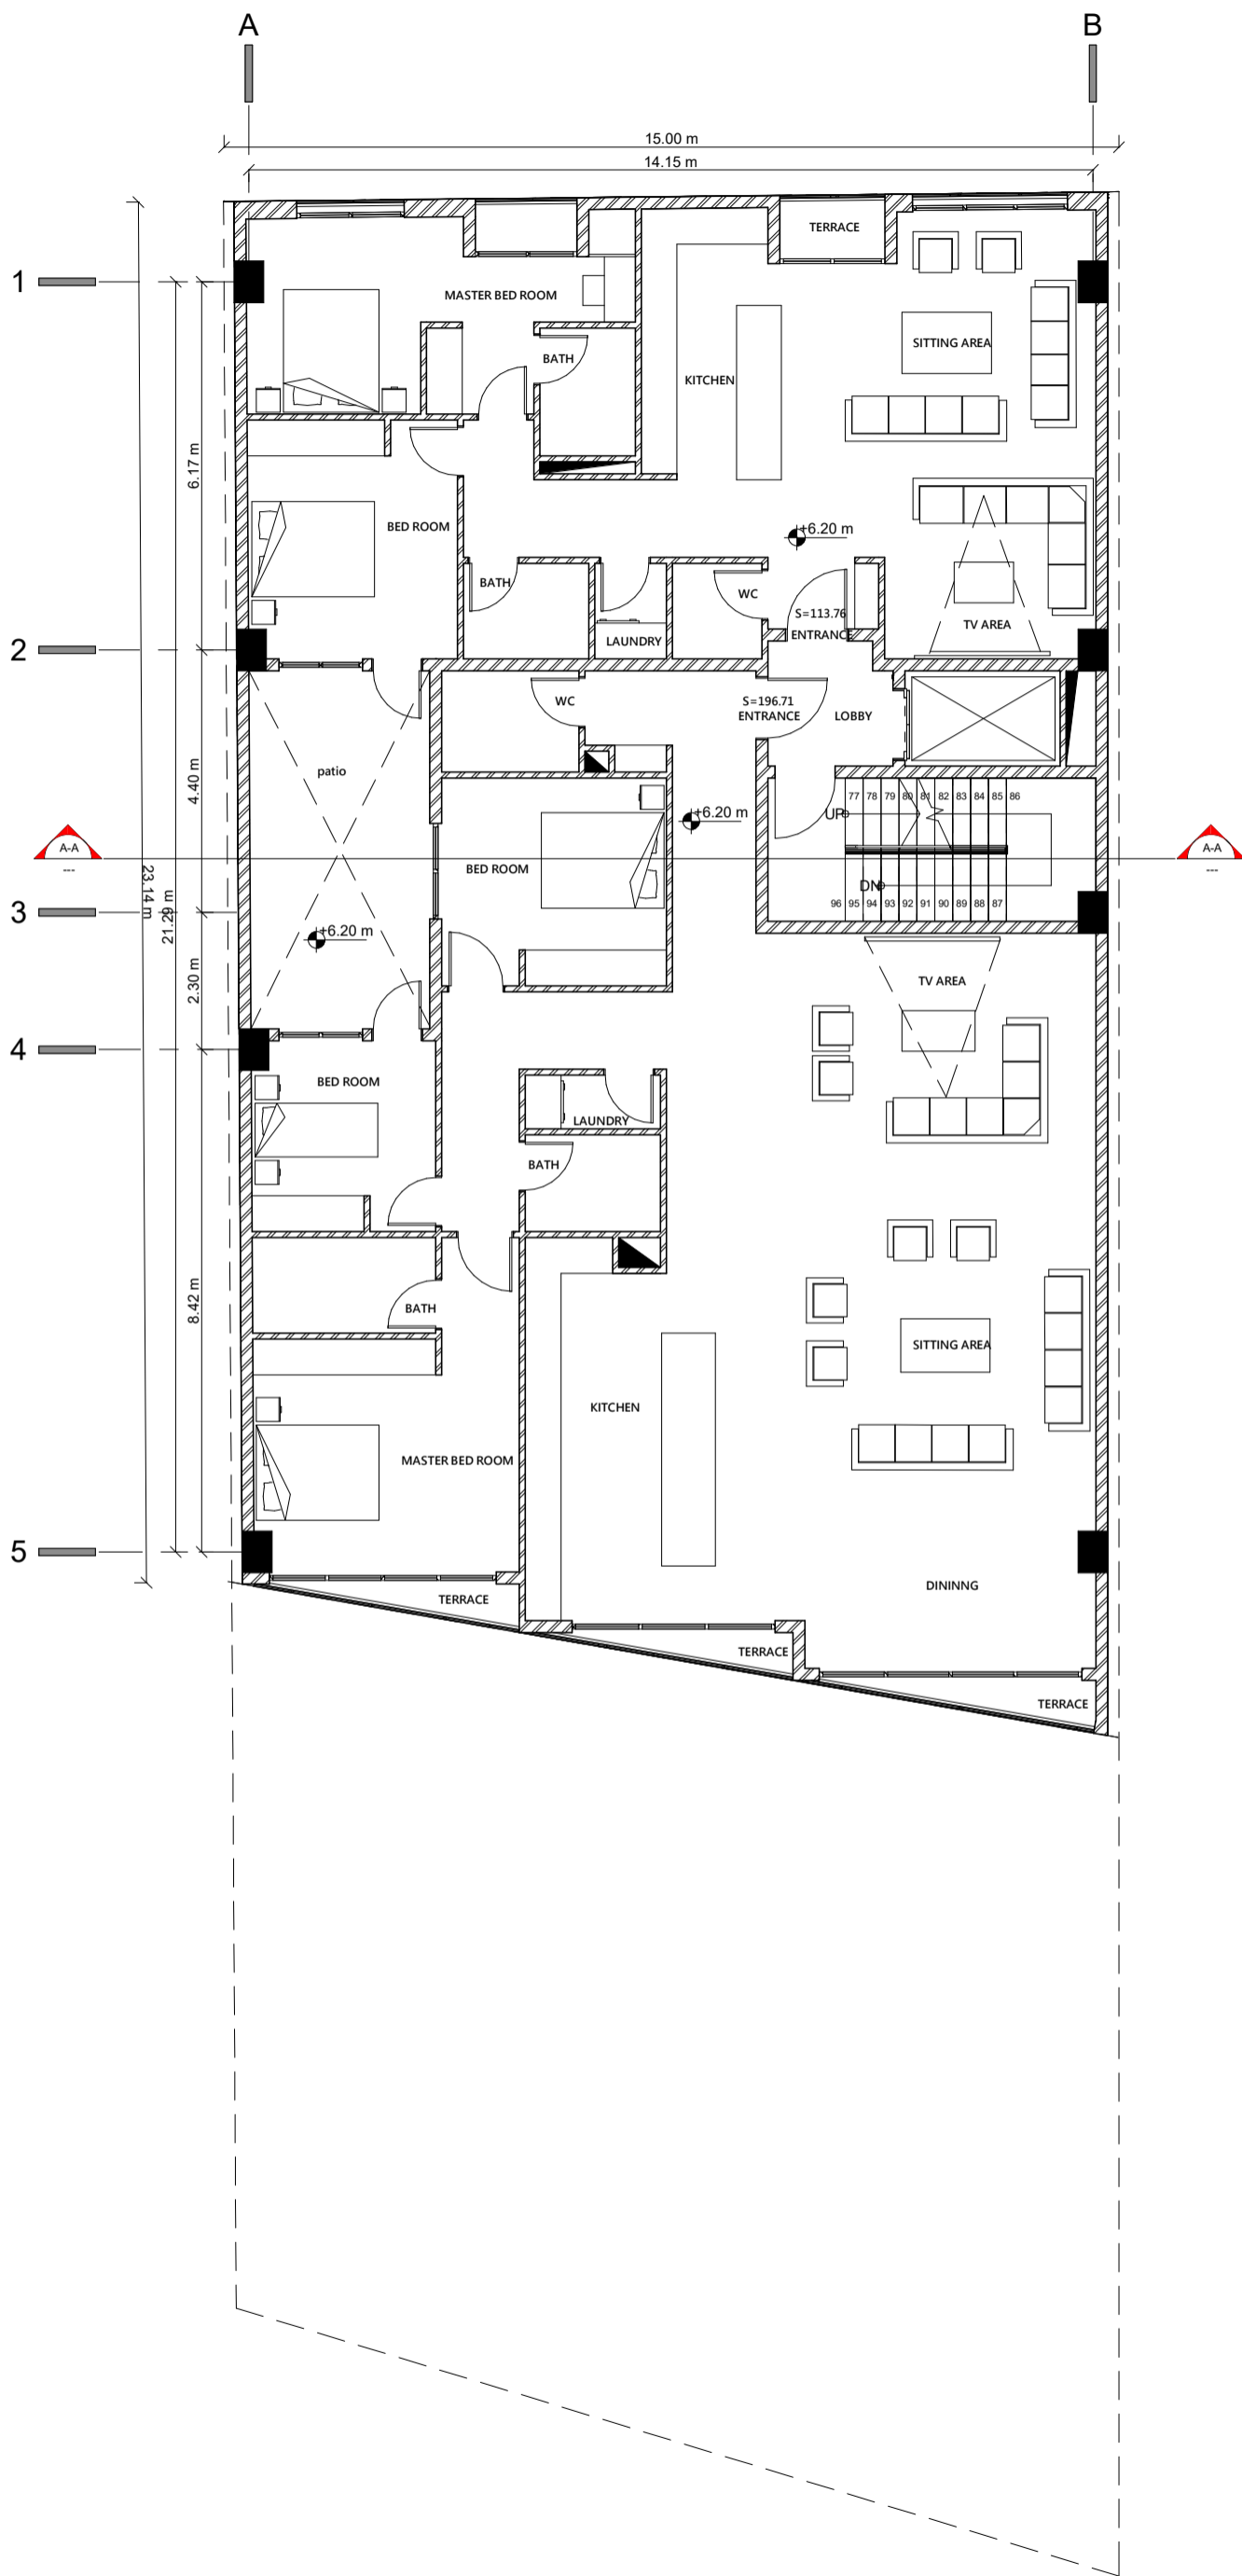 A
B
15.00 m
14.15 m
TERRACE
1
MASTER BED ROOM
SITTING AREA
BATH
KITCHEN
6.17 m
BED ROOM
+6.20 m
BATH
WC
S=113.76
ENTRANCE
TV AREA
LAUNDRY
2
WC
S=196.71
ENTRANCE
LOBBY
patio
4.40 m
77 78 79 80 81 82 83 84 85 86
UP
+6.20 m
A-A
---
A-A
---
BED ROOM
23.14 m
21.29 m
DN
96 95 94 93 92 91 90 89 88 87
3
+6.20 m
2.30 m
TV AREA
4
BED ROOM
LAUNDRY
BATH
8.42 m
BATH
SITTING AREA
KITCHEN
MASTER BED ROOM
5
DININNG
TERRACE
TERRACE
TERRACE